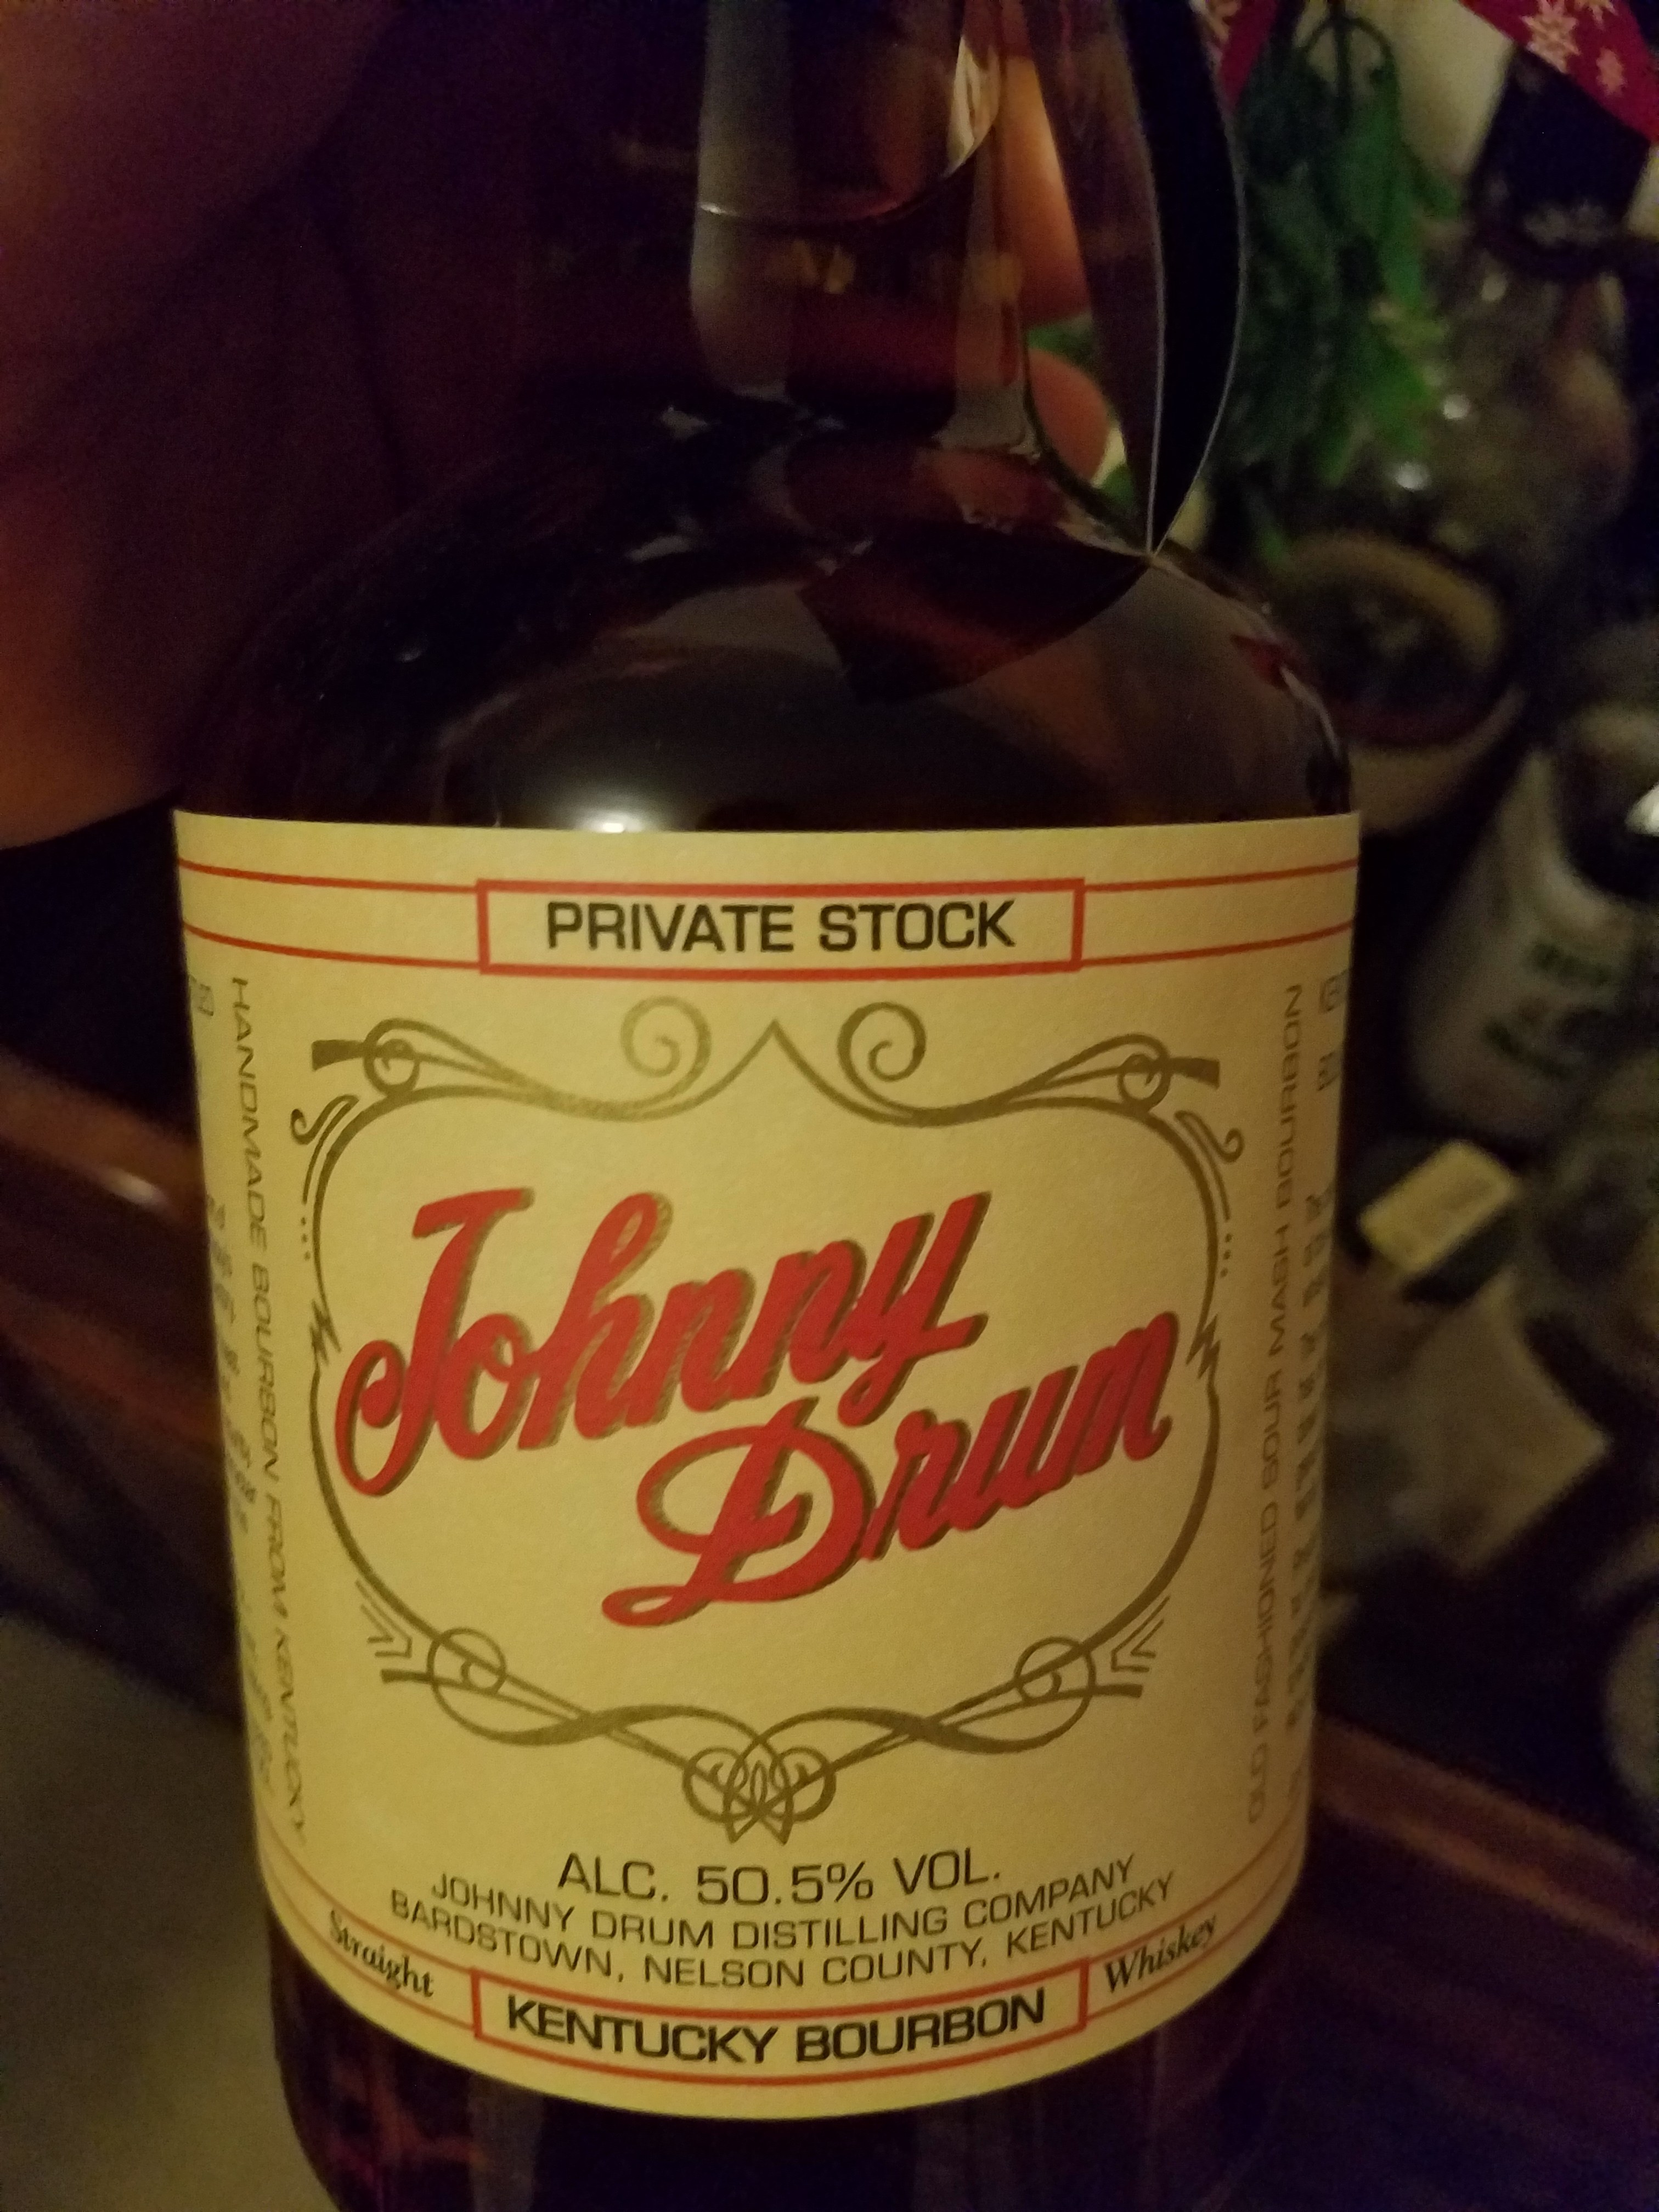 PRIVATE STOCK
HANDMADE BOURBON FROM KENTUCKY
OLD FASHIONED SOUR MASH BOURBON
Johnny
Drum
ALC. 50.5% VOL.
JOHNNY DRUM DISTILLING COMPANY
BARDSTOWN, NELSON COUNTY, KENTUCKY
Straight KENTUCKY BOURBON Whiskey